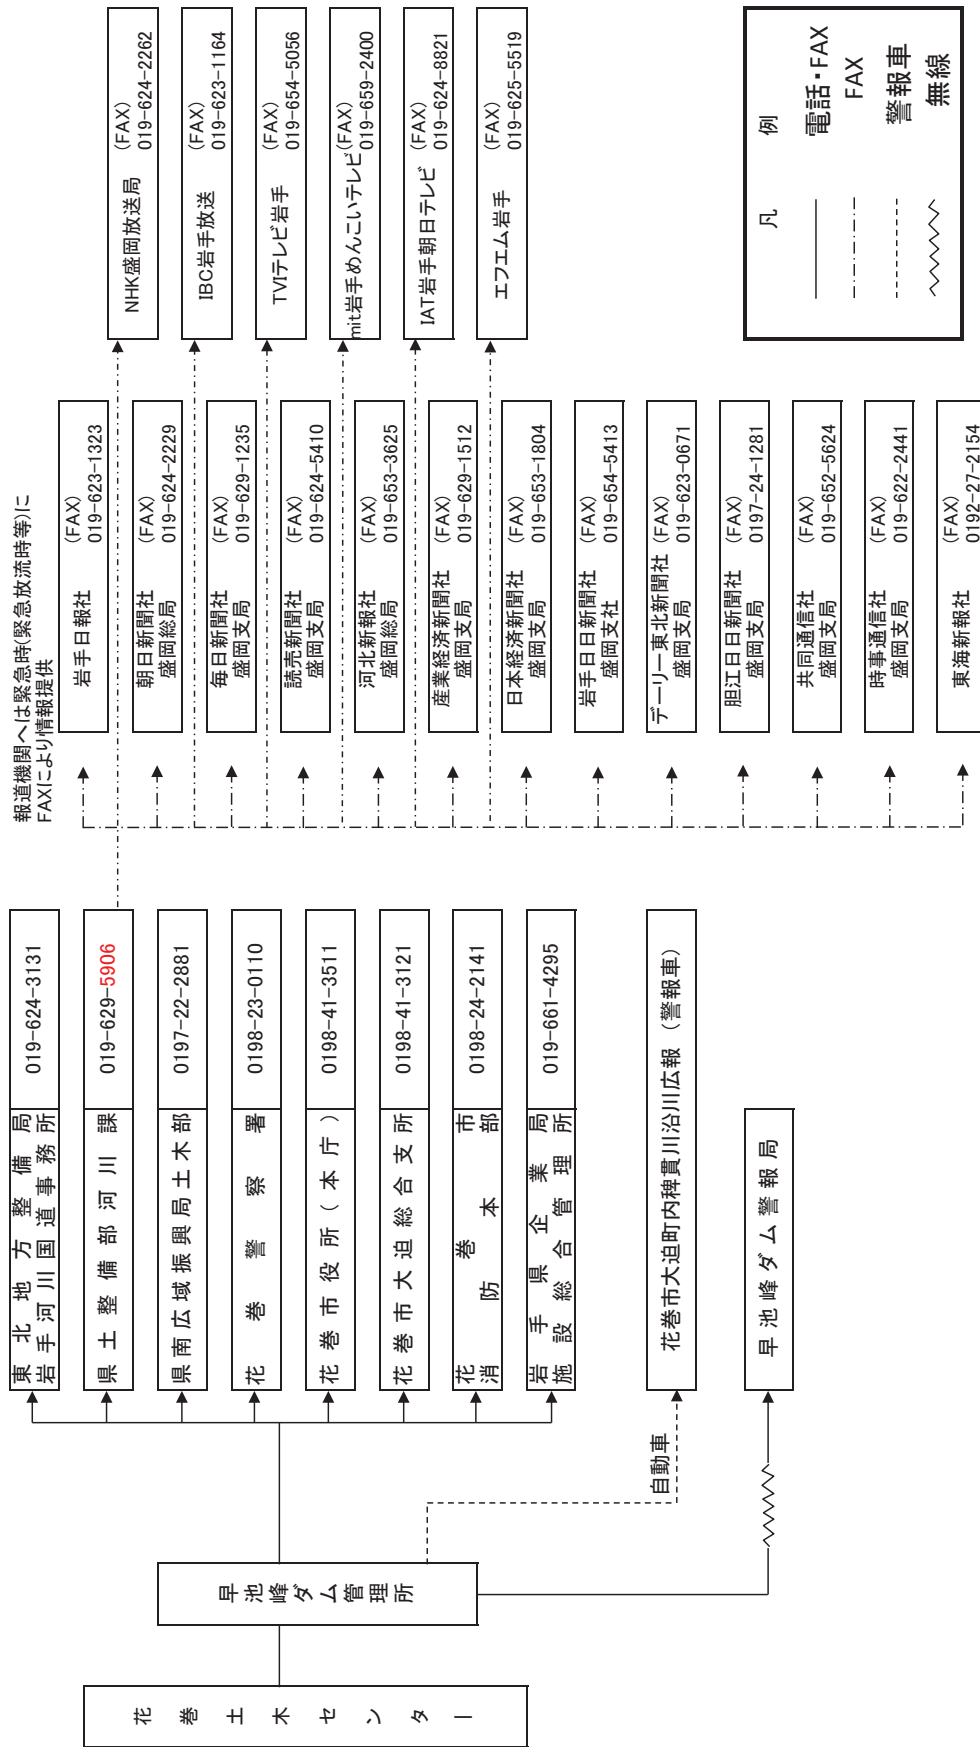 花巻土木センター
早池峰ダム管理所
自動車
東北地方整備局
岩手河川国道事務所
019-624-3131
県土整備部河川課
019-629-5906
県南広域振興局土木部
0197-22-2881
花巻警察署
0198-23-0110
花巻市役所(本庁)
0198-41-3511
花巻市大迫総合支所
0198-41-3121
花巻市
消防本部
0198-24-2141
岩手県企業局
施設総合管理所
019-661-4295
花巻市大迫町内稗貫川沿川広報（警報車）
早池峰ダム警報局
報道機関へは緊急時(緊急放流時等)に
FAXにより情報提供
岩手日報社
(FAX)
019-623-1323
朝日新聞社
盛岡総局
(FAX)
019-624-2229
毎日新聞社
盛岡支局
(FAX)
019-629-1235
読売新聞社
盛岡支局
(FAX)
019-624-5410
河北新報社
盛岡総局
(FAX)
019-653-3625
産業経済新聞社
盛岡支局
(FAX)
019-629-1512
日本経済新聞社
盛岡支局
(FAX)
019-653-1804
岩手日日新聞社
盛岡支社
(FAX)
019-654-5413
デーリー東北新聞社
盛岡支局
(FAX)
019-623-0671
胆江日日新聞社
盛岡支局
(FAX)
0197-24-1281
共同通信社
盛岡支局
(FAX)
019-652-5624
時事通信社
盛岡支局
(FAX)
019-622-2441
東海新報社
(FAX)
0192-27-2154
NHK盛岡放送局
(FAX)
019-624-2262
IBC岩手放送
(FAX)
019-623-1164
TVIテレビ岩手
(FAX)
019-654-5056
mit岩手めんこいテレビ
(FAX)
019-659-2400
IAT岩手朝日テレビ
(FAX)
019-624-8821
エフエム岩手
(FAX)
019-625-5519
凡例
電話・FAX
FAX
警報車
無線